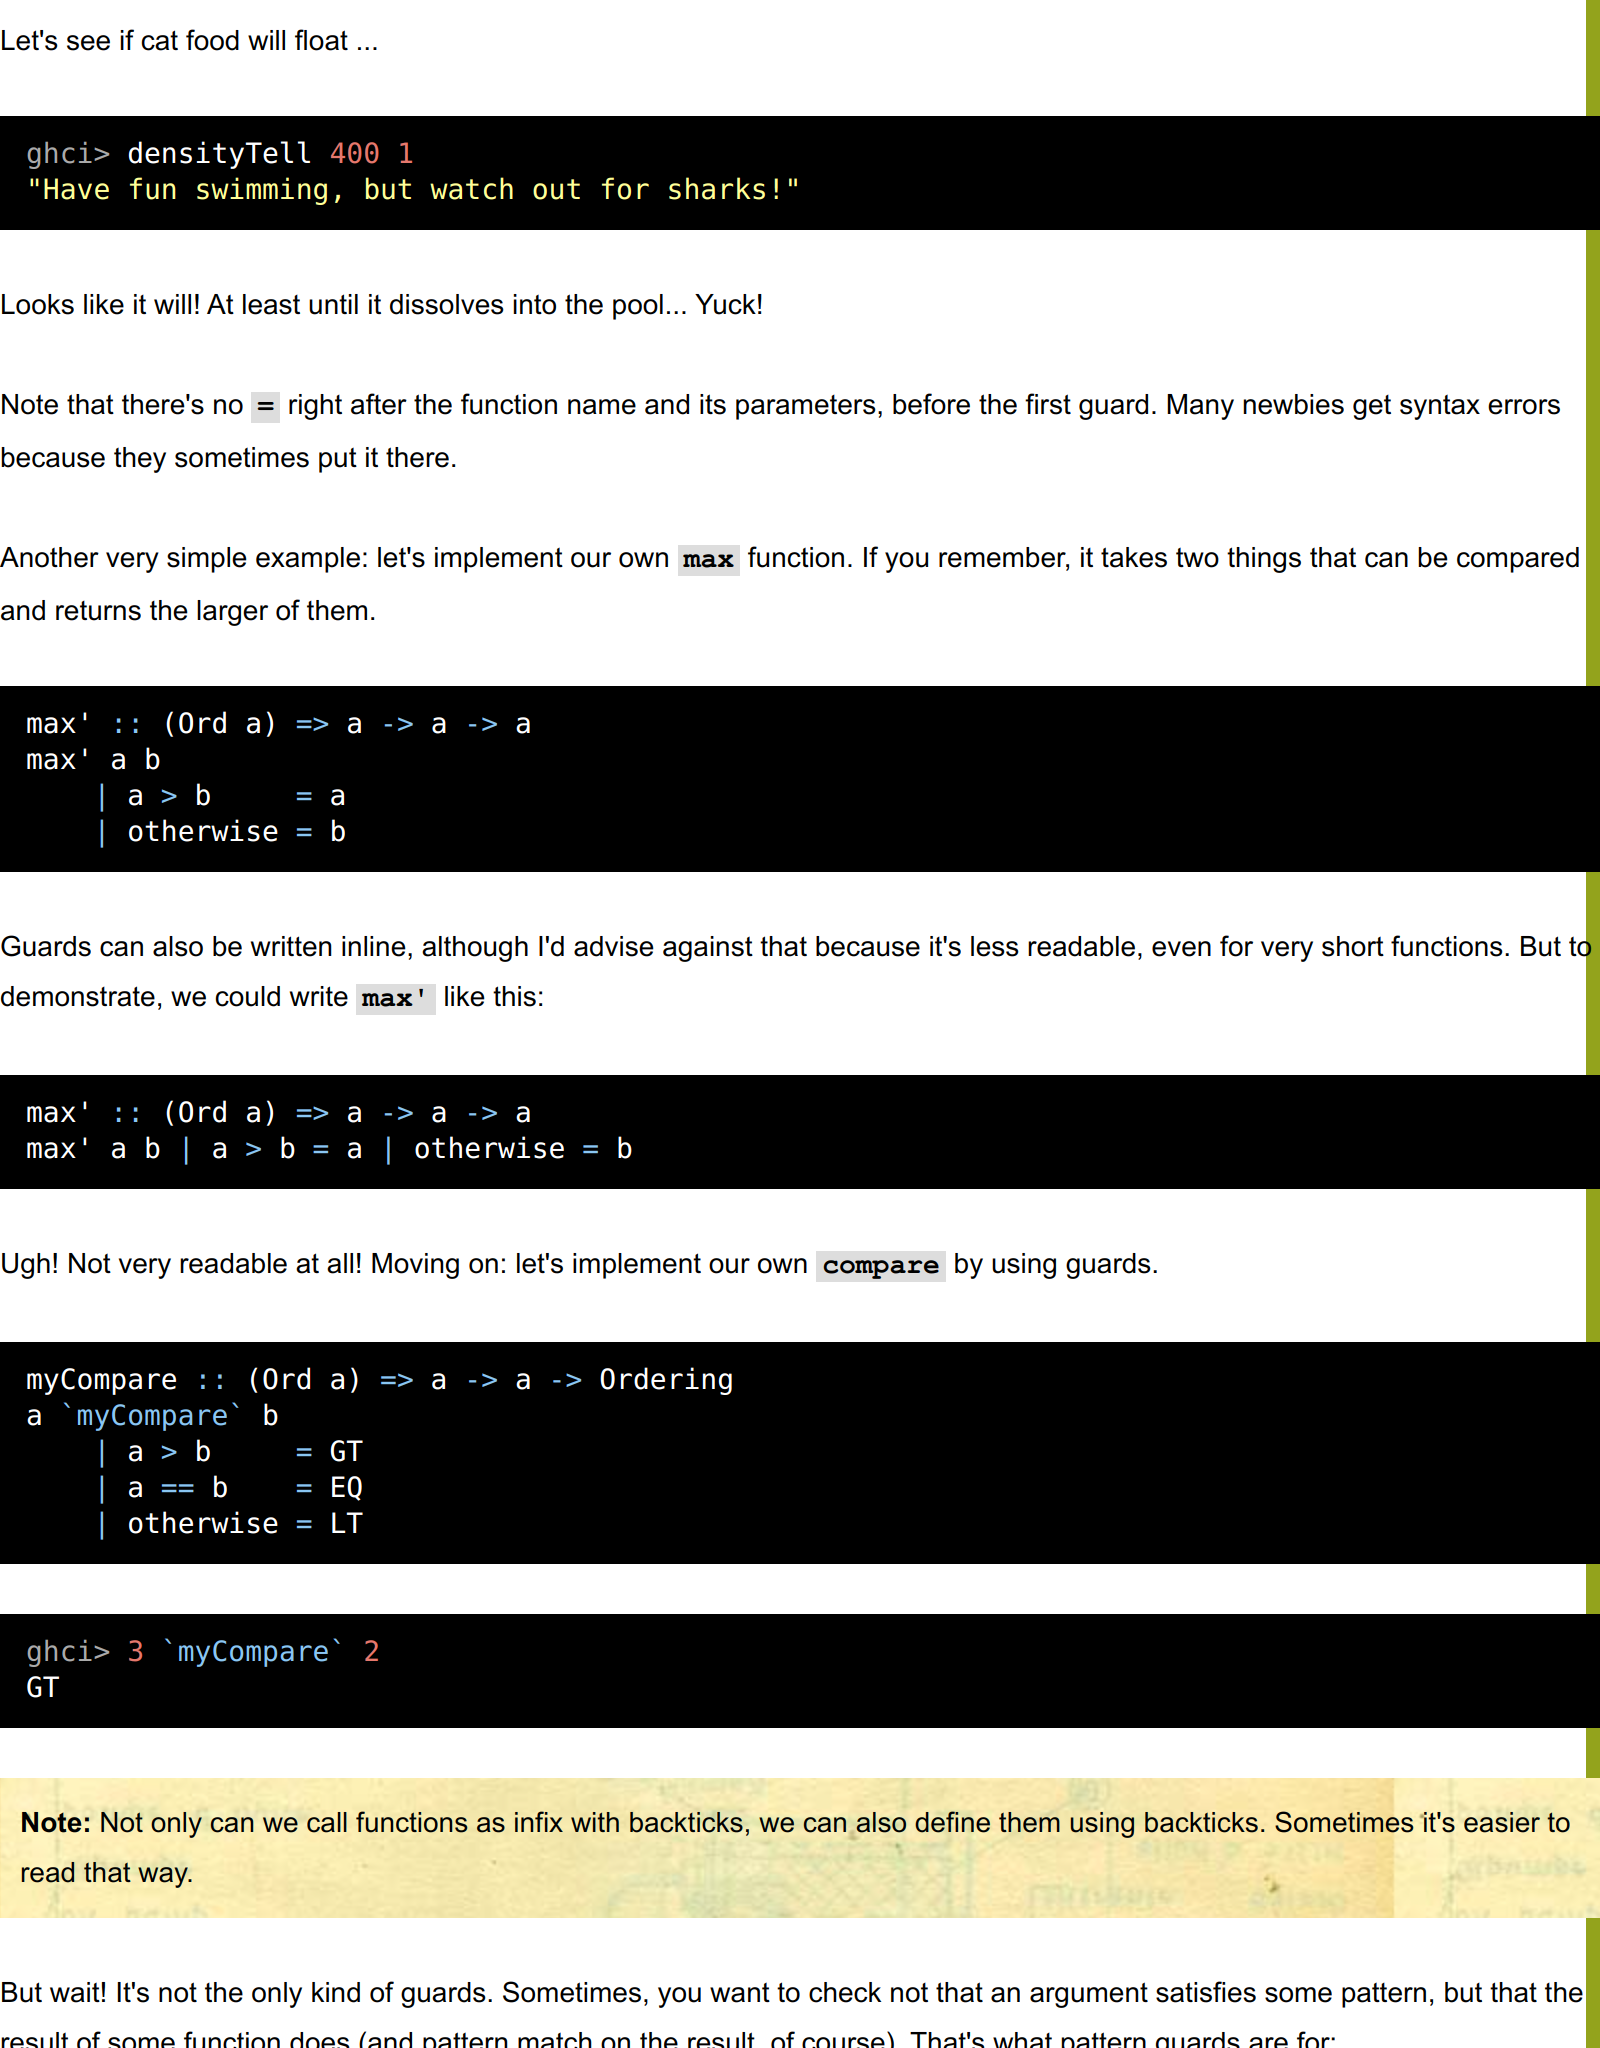 Let's see if cat food will float ...
ghci> densityTell 400 1
"Have fun swimming, but watch out for sharks!"
Looks like it will! At least until it dissolves into the pool... Yuck!
Note that there's no = right after the function name and its parameters, before the first guard. Many newbies get syntax errors
because they sometimes put it there.
Another very simple example: let's implement our own max function. If you remember, it takes two things that can be compared
and returns the larger of them.
max' :: (Ord a) => a -> a -> a
max' a b
    | a > b     = a
    | otherwise = b
Guards can also be written inline, although I'd advise against that because it's less readable, even for very short functions. But to
demonstrate, we could write max' like this:
max' :: (Ord a) => a -> a -> a
max' a b | a > b = a | otherwise = b
Ugh! Not very readable at all! Moving on: let's implement our own compare by using guards.
myCompare :: (Ord a) => a -> a -> Ordering
a `myCompare` b
    | a > b     = GT
    | a == b    = EQ
    | otherwise = LT
ghci> 3 `myCompare` 2
GT
Note: Not only can we call functions as infix with backticks, we can also define them using backticks. Sometimes it's easier to
read that way.
But wait! It's not the only kind of guards. Sometimes, you want to check not that an argument satisfies some pattern, but that the
result of some function does (and pattern match on the result, of course). That's what pattern guards are for: